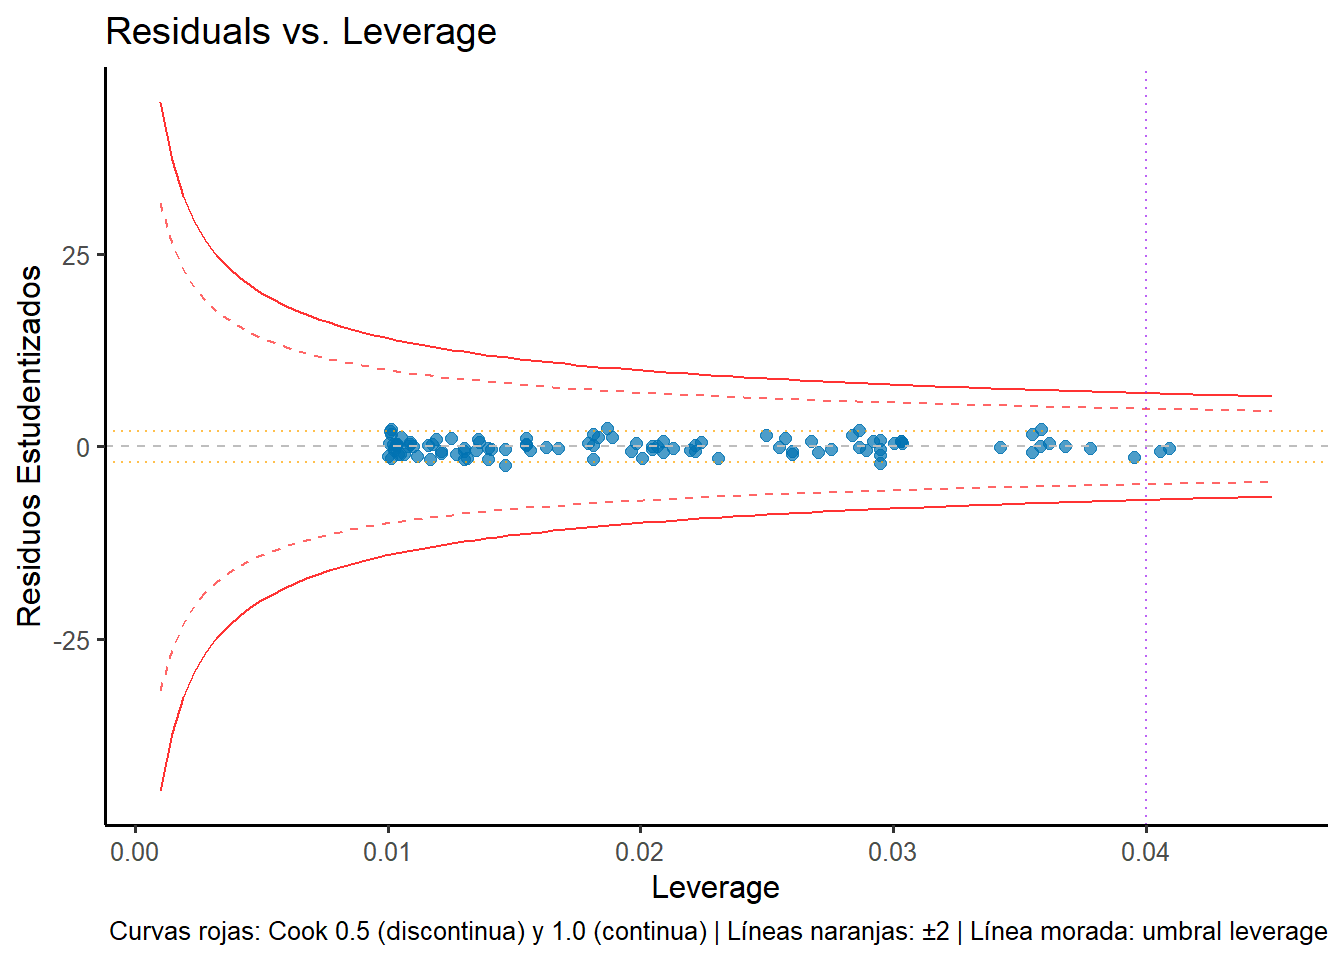 Residuals vs. Leverage
Residuos Estudentizados
25
0
-25
0.00
0.01
0.02
0.03
0.04
Leverage
Curvas rojas: Cook 0.5 (discontinua) y 1.0 (continua) | Líneas naranjas: ±2 | Línea morada: umbral leverage